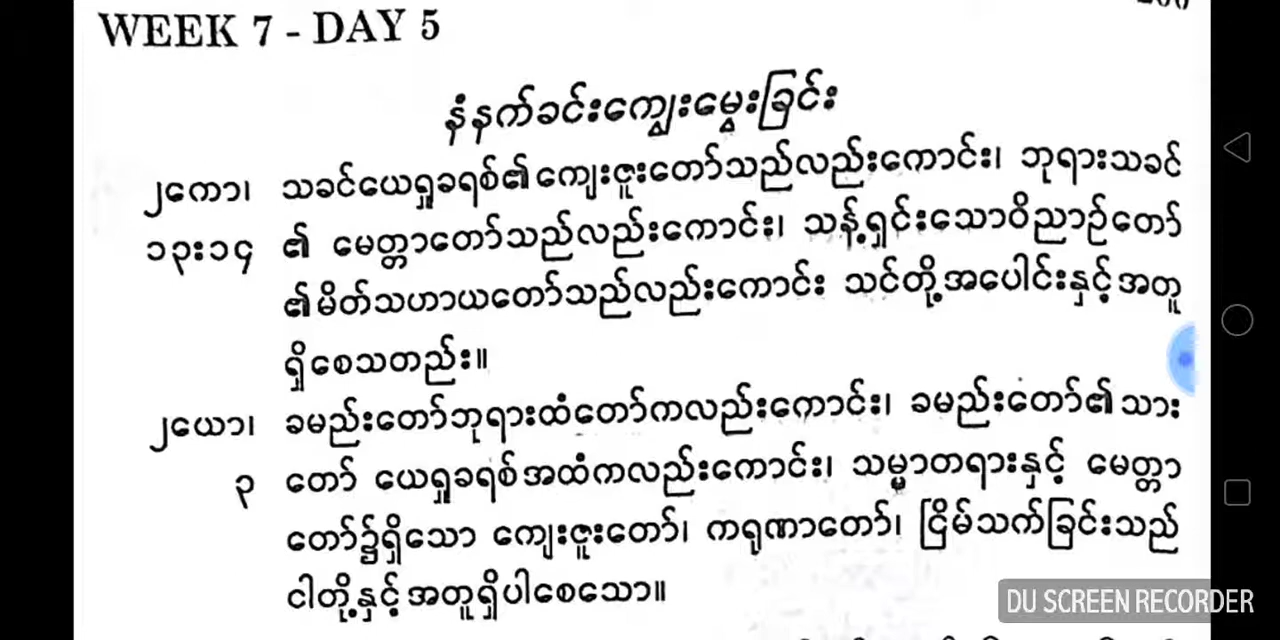 WEEK 7 - DAY 5
နံနက်ခင်းကျွေးမွေးခြင်း
၂ကော၊ သခင်ယေရှုခရစ်၏ကျေးဇူးတော်သည်လည်းကောင်း၊ ဘုရားသခင်
၁၃း၁၄ ၏ မေတ္တာတော်သည်လည်းကောင်း၊ သန့်ရှင်းသောဝိညာဉ်တော်
၏မိတ်သဟာယတော်သည်လည်းကောင်း သင်တို့အပေါင်းနှင့်အတူ
ရှိစေသတည်း။
၂ယော၊ ခမည်းတော်ဘုရားထံတော်ကလည်းကောင်း၊ ခမည်းတော်၏သား
၃ တော် ယေရှုခရစ်အထံကလည်းကောင်း၊ သမ္မာတရားနှင့် မေတ္တာ
တော်၌ရှိသော ကျေးဇူးတော်၊ ကရုဏာတော်၊ ငြိမ်သက်ခြင်းသည်
ငါတို့နှင့်အတူရှိပါစေသော။
DU SCREEN RECORDER